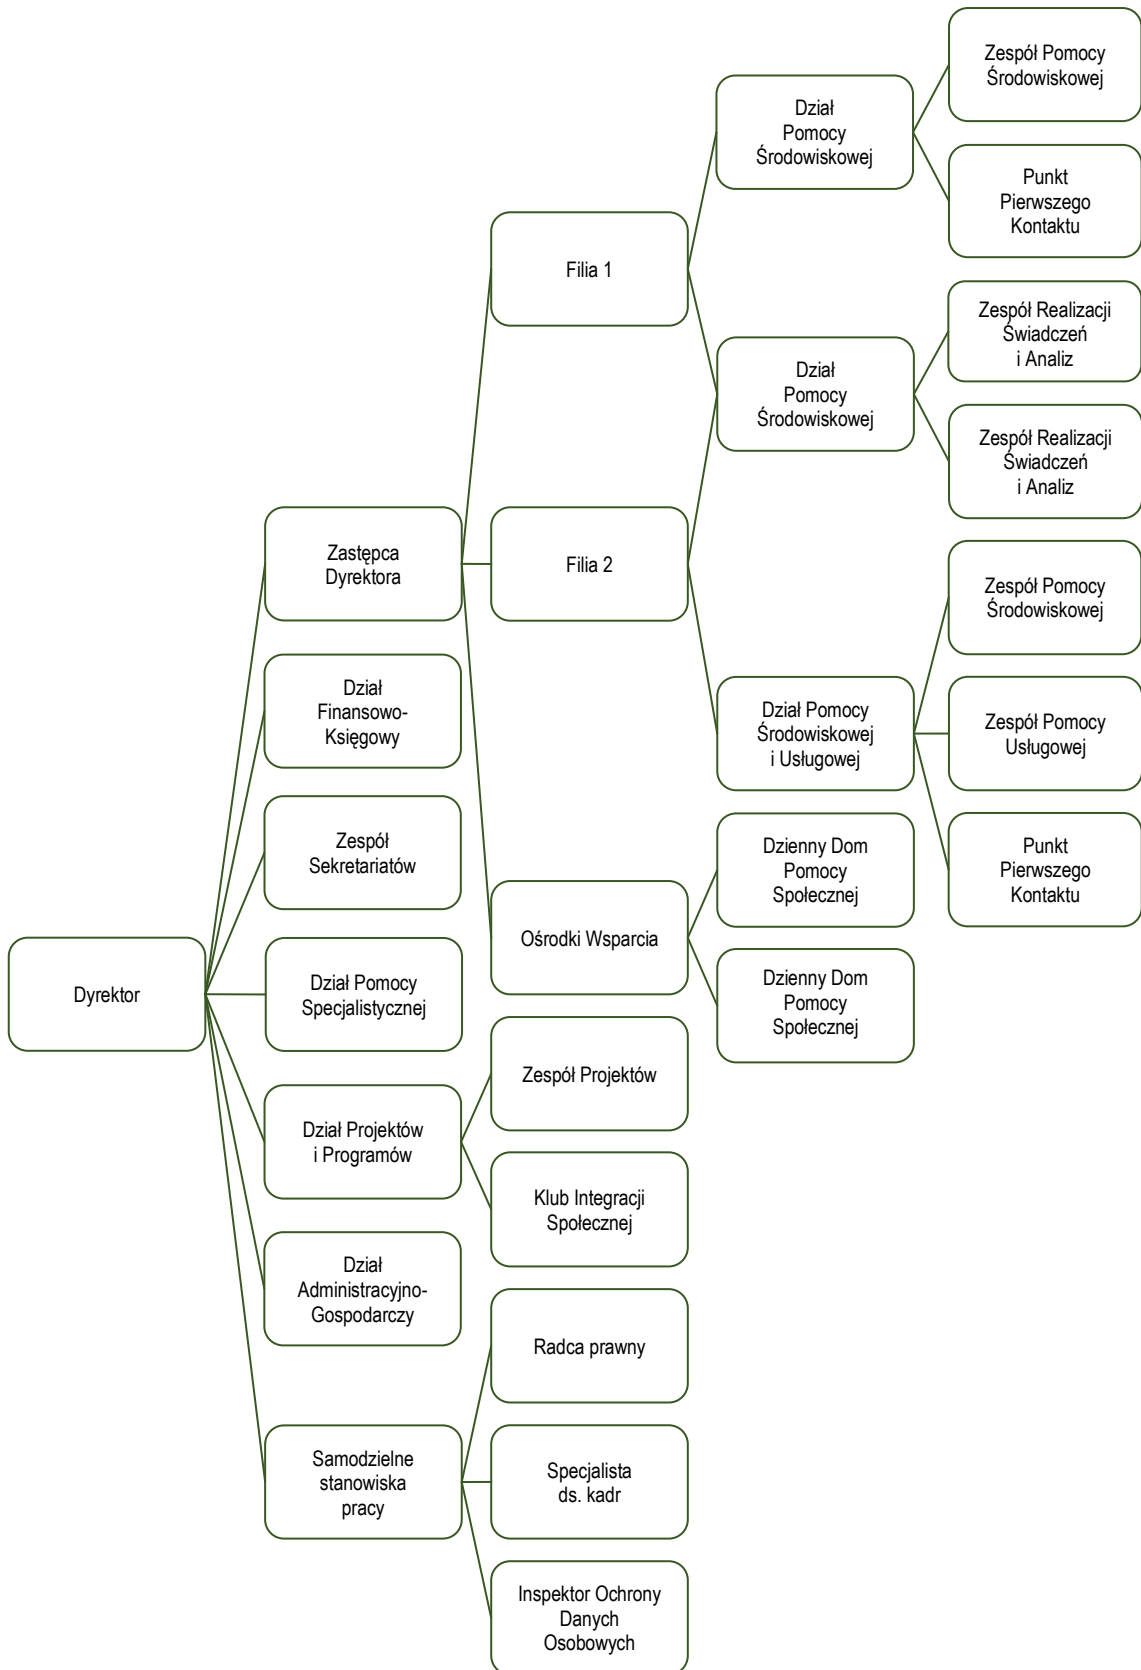 Dyrektor
Zastępca
Dyrektora
Dział
Finansowo-
Księgowy
Zespół
Sekretariatów
Dział Pomocy
Specjalistycznej
Dział Projektów
i Programów
Dział
Administracyjno-
Gospodarczy
Samodzielne
stanowiska
pracy
Filia 1
Filia 2
Ośrodki Wsparcia
Zespół Projektów
Klub Integracji
Społecznej
Radca prawny
Specjalista
ds. kadr
Inspektor Ochrony
Danych
Osobowych
Dział
Pomocy
Środowiskowej
Dział
Pomocy
Środowiskowej
Dział Pomocy
Środowiskowej
i Usługowej
Dzienny Dom
Pomocy
Społecznej
Dzienny Dom
Pomocy
Społecznej
Zespół Pomocy
Środowiskowej
Punkt
Pierwszego
Kontaktu
Zespół Realizacji
Świadczeń
i Analiz
Zespół Realizacji
Świadczeń
i Analiz
Zespół Pomocy
Środowiskowej
Zespół Pomocy
Usługowej
Punkt
Pierwszego
Kontaktu